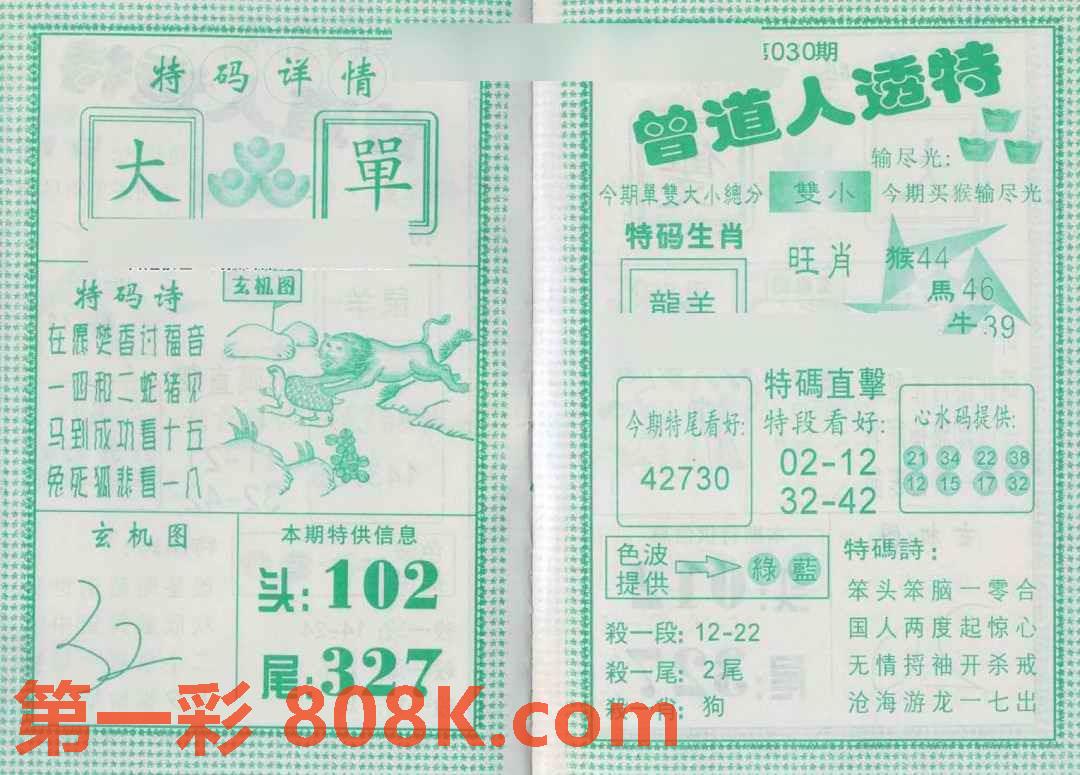 特码详情
大 單
特码诗
在愿焚香讨福音
一四和二蛇猪见
马到成功看十五
兔死狐悲看一八
玄机图
玄机图
本期特供信息
头:102
尾:327
030期
曾道人透特
输尽光:
今期單雙大小總分 雙小 今期买猴输尽光
特码生肖
龍羊
旺肖
猴44
馬46
牛39
今期特尾看好:
42730
特碼直擊
特段看好:
02-12
32-42
心水码提供:
21 34 22 38
12 15 17 32
色波
提供
綠 藍
殺一段: 12-22
殺一尾: 2尾
殺一肖: 狗
特碼詩:
笨头笨脑一零合
国人两度起惊心
无情捋袖开杀戒
沧海游龙一七出
第一彩 808K.com